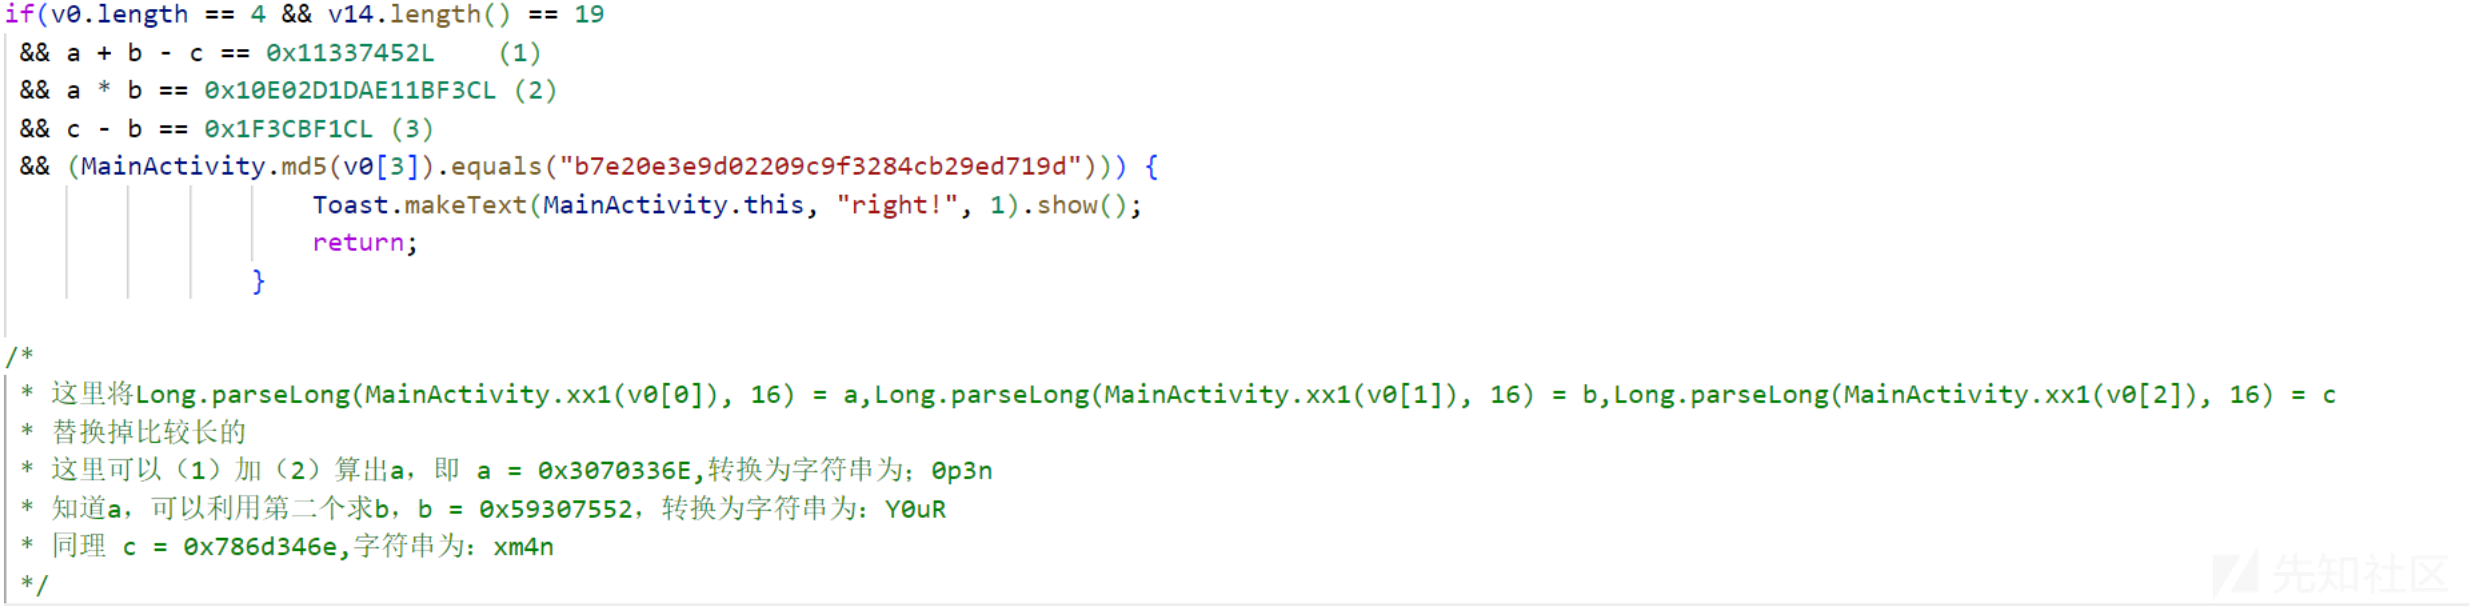 if(v0.length == 4 && v14.length() == 19
&& a + b - c == 0x11337452L (1)
&& a * b == 0x10E02D1DAE11BF3CL (2)
&& c - b == 0x1F3CBF1CL (3)
&& (MainActivity.md5(v0[3]).equals("b7e20e3e9d02209c9f3284cb29ed719d"))) {
Toast.makeText(MainActivity.this, "right!", 1).show();
return;
}
/*
* 这里将Long.parseLong(MainActivity.xx1(v0[0]), 16) = a,Long.parseLong(MainActivity.xx1(v0[1]), 16) = b,Long.parseLong(MainActivity.xx1(v0[2]), 16) = c
* 替换掉比较长的
* 这里可以（1）加（2）算出a，即 a = 0x3070336E,转换为字符串为；0p3n
* 知道a，可以利用第二个求b，b = 0x59307552，转换为字符串为：Y0uR
* 同理 c = 0x786d346e,字符串为：xm4n
*/
先知社区